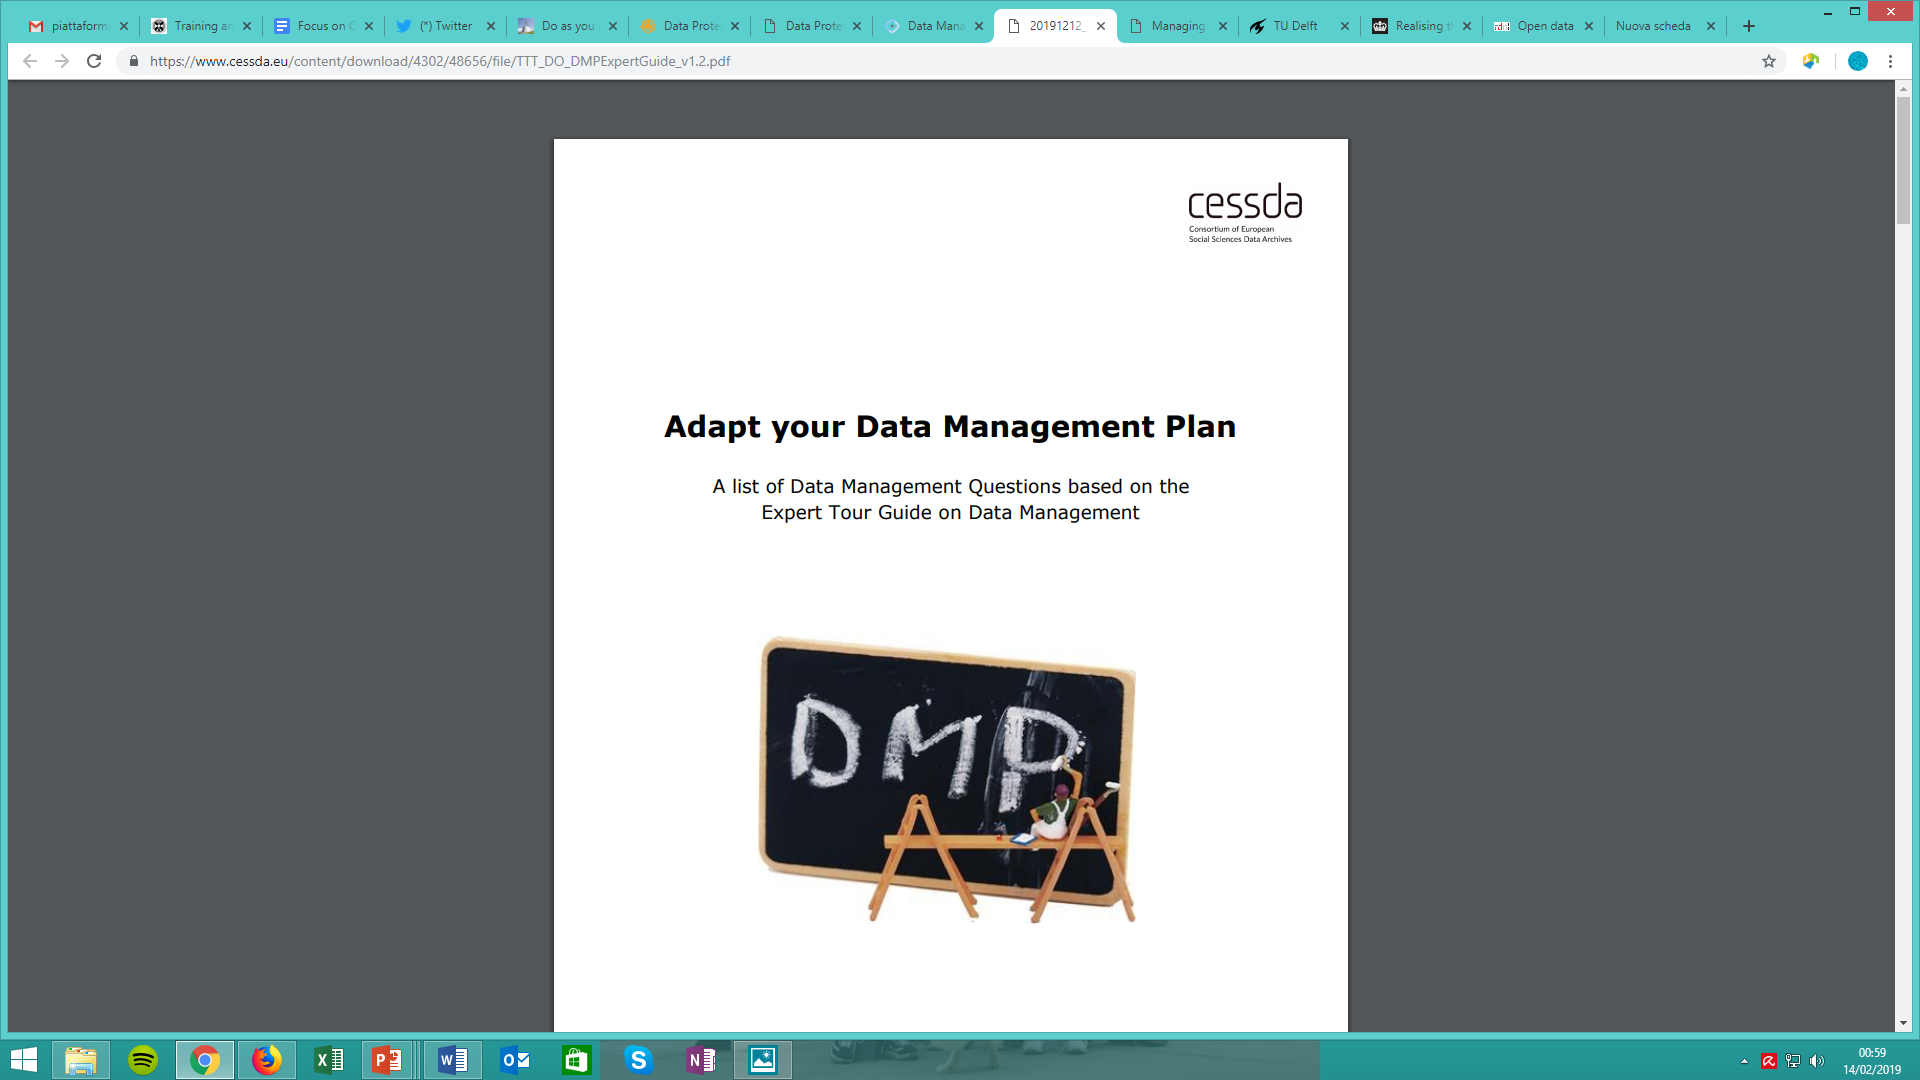 piattaforma
Training an
Focus on C
(*) Twitter
Do as you
Data Prote
Data Prote
Data Mana
20191212_
Managing
TU Delft
Realising t
Open data
Nuova scheda
https://www.cessda.eu/content/download/4302/48656/file/TTT_DO_DMPExpertGuide_v1.2.pdf
cessda
Consortium of European
Social Sciences Data Archives
Adapt your Data Management Plan
A list of Data Management Questions based on the
Expert Tour Guide on Data Management
DMP
00:59
14/02/2019